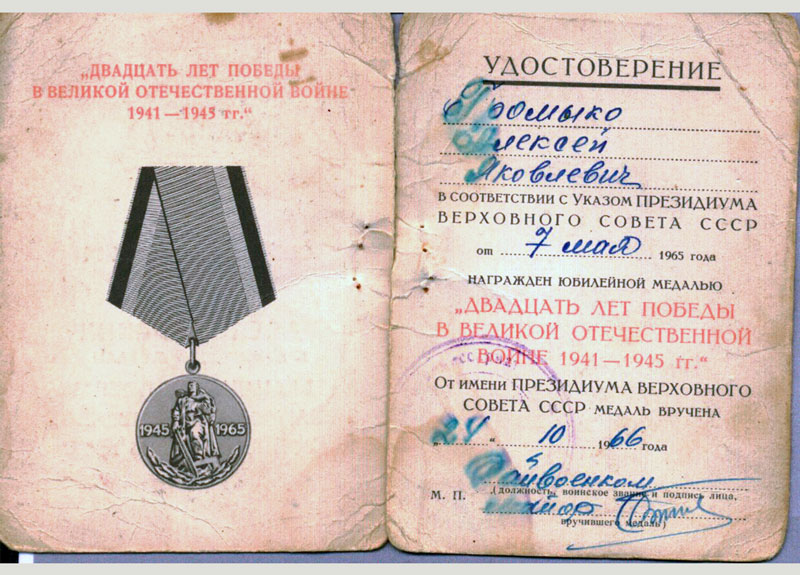 „ДВАДЦАТЬ ЛЕТ ПОБЕДЫ
В ВЕЛИКОЙ ОТЕЧЕСТВЕННОЙ ВОЙНЕ
1941—1945 гг.“
1945 1965
УДОСТОВЕРЕНИЕ
Громыко
Алексей
Яковлевич
В СООТВЕТСТВИИ С УКАЗОМ ПРЕЗИДИУМА
ВЕРХОВНОГО СОВЕТА СССР
от 7 мая 1965 года
НАГРАЖДЕН ЮБИЛЕЙНОЙ МЕДАЛЬЮ
„ДВАДЦАТЬ ЛЕТ ПОБЕДЫ
В ВЕЛИКОЙ ОТЕЧЕСТВЕННОЙ
ВОЙНЕ 1941—1945 гг.“
ОТ ИМЕНИ ПРЕЗИДИУМА ВЕРХОВНОГО
СОВЕТА СССР МЕДАЛЬ ВРУЧЕНА
„24“ 10 1966 года
Райвоенком
М. П. (должность, воинское звание и подпись лица,
майор
вручившего медаль)